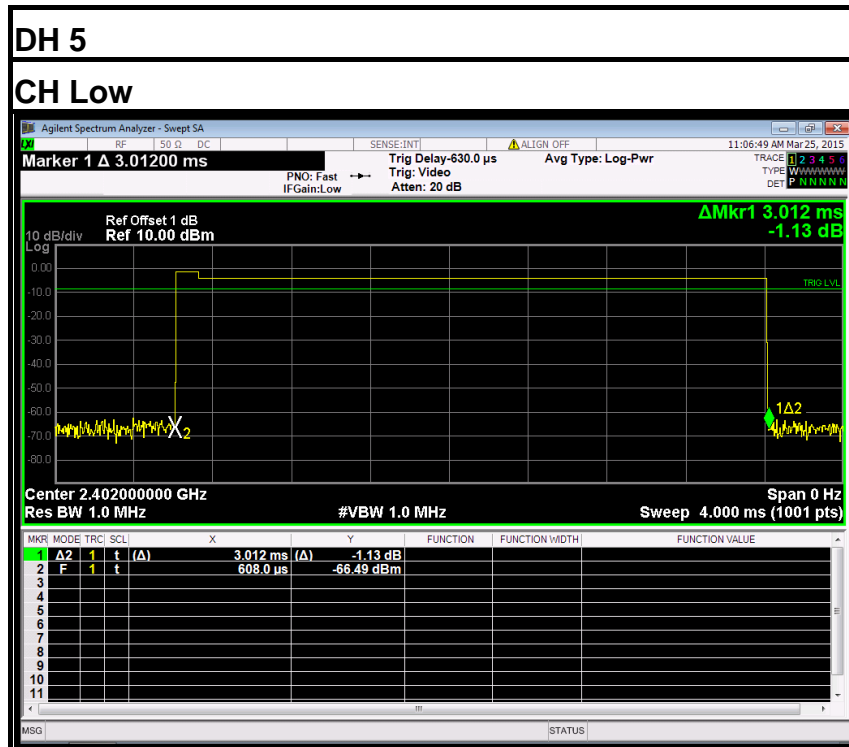 DH 5
CH Low
Agilent Spectrum Analyzer - Swept SA
LXI RF 50 Ω DC SENSE:INT ALIGN OFF 11:06:49 AM Mar 25, 2015
Marker 1 Δ 3.01200 ms Trig Delay-630.0 µs Avg Type: Log-Pwr TRACE 1 2 3 4 5 6
PNO: Fast Trig: Video TYPE WWWWWW
IFGain:Low Atten: 20 dB DET P N N N N N
ΔMkr1 3.012 ms
-1.13 dB
Ref Offset 1 dB
10 dB/div Ref 10.00 dBm
Log
0.00
TRIG LVL
-10.0
-20.0
-30.0
-40.0
-50.0
-60.0
1Δ2
2
-70.0
-80.0
Center 2.402000000 GHz Span 0 Hz
Res BW 1.0 MHz #VBW 1.0 MHz Sweep 4.000 ms (1001 pts)
MKR MODE TRC SCL X Y FUNCTION FUNCTION WIDTH FUNCTION VALUE
1 Δ2 1 t (Δ) 3.012 ms (Δ) -1.13 dB
2 F 1 t 608.0 µs -66.49 dBm
3
4
5
6
7
8
9
10
11
MSG STATUS